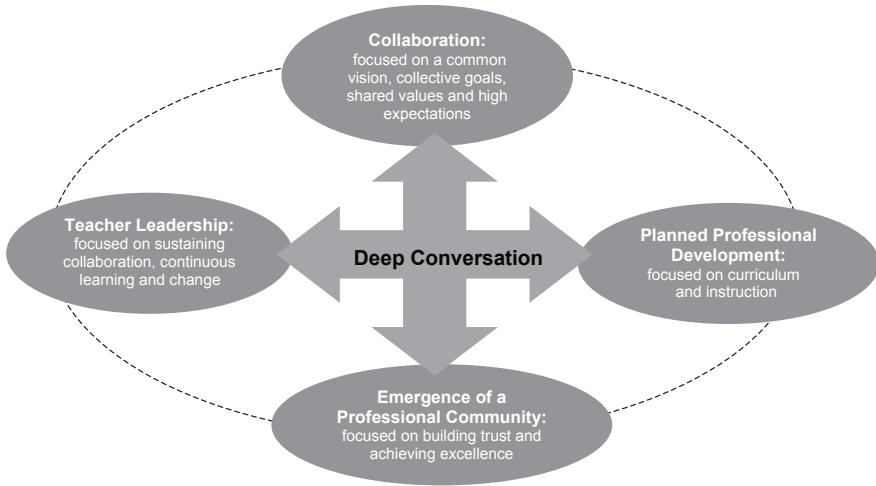 Collaboration:
focused on a common
vision, collective goals,
shared values and high
expectations
Teacher Leadership:
focused on sustaining
collaboration, continuous
learning and change
Deep Conversation
Planned Professional
Development:
focused on curriculum
and instruction
Emergence of a
Professional Community:
focused on building trust and
achieving excellence